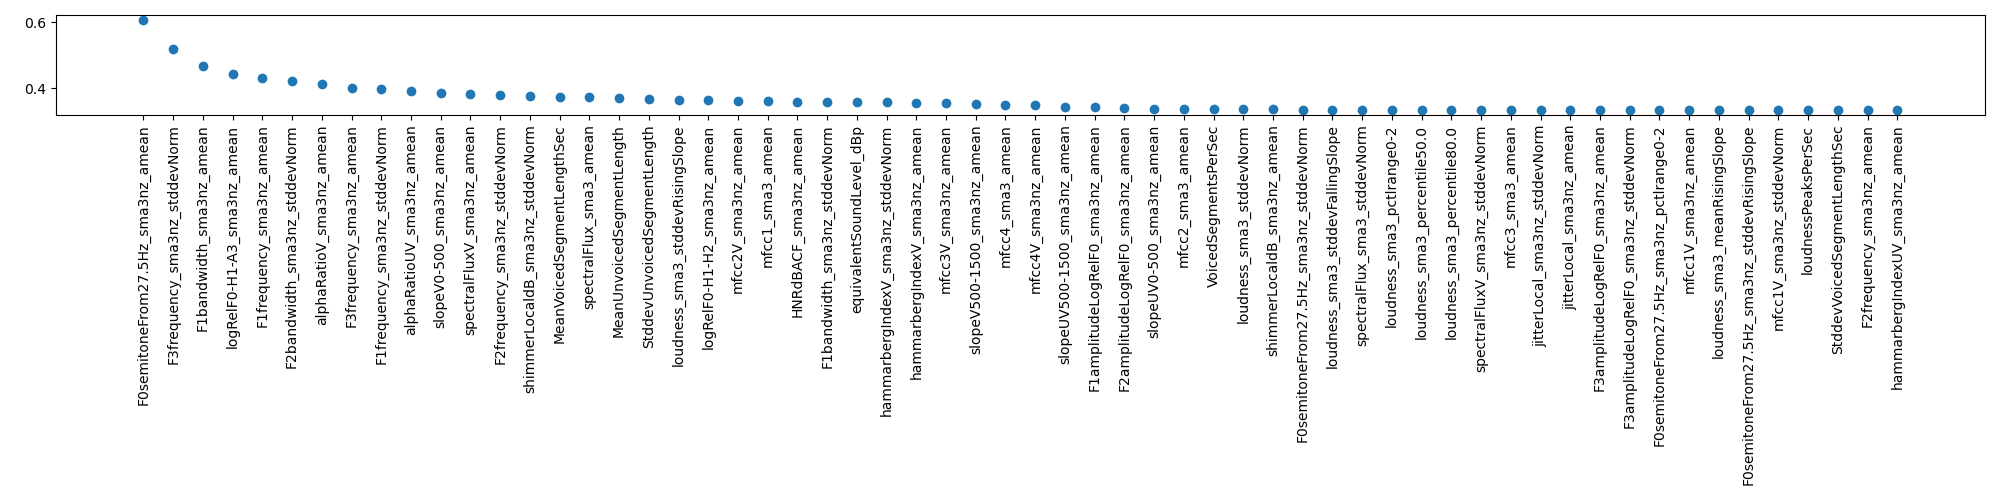 0.6
0.4
F0semitoneFrom27.5Hz_sma3nz_amean
F3frequency_sma3nz_stddevNorm
F1bandwidth_sma3nz_amean
logRelF0-H1-A3_sma3nz_amean
F1frequency_sma3nz_amean
F2bandwidth_sma3nz_stddevNorm
alphaRatioV_sma3nz_amean
F3frequency_sma3nz_amean
F1frequency_sma3nz_stddevNorm
alphaRatioUV_sma3nz_amean
slopeV0-500_sma3nz_amean
spectralFluxV_sma3nz_amean
F2frequency_sma3nz_stddevNorm
shimmerLocaldB_sma3nz_stddevNorm
MeanVoicedSegmentLengthSec
spectralFlux_sma3_amean
MeanUnvoicedSegmentLength
StddevUnvoicedSegmentLength
loudness_sma3_stddevRisingSlope
logRelF0-H1-H2_sma3nz_amean
mfcc2V_sma3nz_amean
mfcc1_sma3_amean
HNRdBACF_sma3nz_amean
F1bandwidth_sma3nz_stddevNorm
equivalentSoundLevel_dBp
hammarbergIndexV_sma3nz_stddevNorm
hammarbergIndexV_sma3nz_amean
mfcc3V_sma3nz_amean
slopeV500-1500_sma3nz_amean
mfcc4_sma3_amean
mfcc4V_sma3nz_amean
slopeUV500-1500_sma3nz_amean
F1amplitudeLogRelF0_sma3nz_amean
F2amplitudeLogRelF0_sma3nz_amean
slopeUV0-500_sma3nz_amean
mfcc2_sma3_amean
VoicedSegmentsPerSec
loudness_sma3_stddevNorm
shimmerLocaldB_sma3nz_amean
F0semitoneFrom27.5Hz_sma3nz_stddevNorm
loudness_sma3_stddevFallingSlope
spectralFlux_sma3_stddevNorm
loudness_sma3_pctlrange0-2
loudness_sma3_percentile50.0
loudness_sma3_percentile80.0
spectralFluxV_sma3nz_stddevNorm
mfcc3_sma3_amean
jitterLocal_sma3nz_stddevNorm
jitterLocal_sma3nz_amean
F3amplitudeLogRelF0_sma3nz_amean
F3amplitudeLogRelF0_sma3nz_stddevNorm
F0semitoneFrom27.5Hz_sma3nz_pctlrange0-2
mfcc1V_sma3nz_amean
loudness_sma3_meanRisingSlope
F0semitoneFrom27.5Hz_sma3nz_stddevRisingSlope
mfcc1V_sma3nz_stddevNorm
loudnessPeaksPerSec
StddevVoicedSegmentLengthSec
F2frequency_sma3nz_amean
hammarbergIndexUV_sma3nz_amean